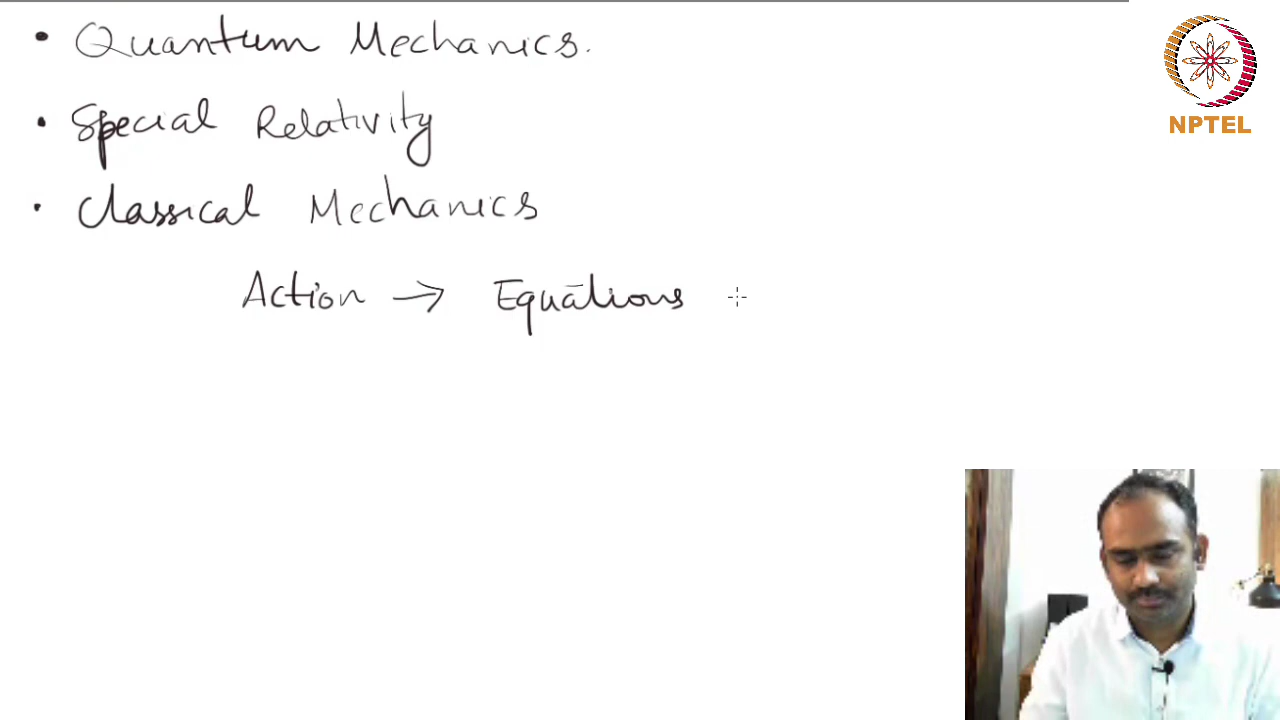 • Quantum Mechanics.
NPTEL
• Special Relativity
• Classical Mechanics
Action → Equations